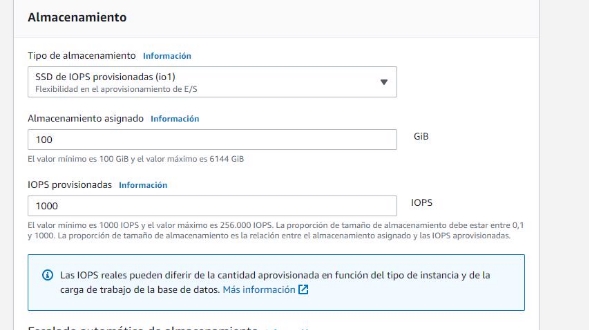 Almacenamiento
Tipo de almacenamiento Información
SSD de IOPS provisionadas (io1)
Flexibilidad en el aprovisionamiento de E/S
Almacenamiento asignado Información
100 GiB
El valor mínimo es 100 GiB y el valor máximo es 6144 GiB
IOPS provisionadas Información
1000 IOPS
El valor mínimo es 1000 IOPS y el valor máximo es 256.000 IOPS. La proporción de tamaño de almacenamiento debe estar entre 0,1
y 1000. La proporción de tamaño de almacenamiento es la relación entre el almacenamiento asignado y las IOPS aprovisionadas.
Las IOPS reales pueden diferir de la cantidad aprovisionada en función del tipo de instancia y de la
carga de trabajo de la base de datos. Más información
Escalado automático de almacenamiento